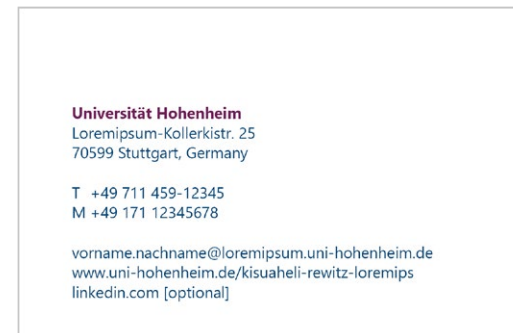 Universität Hohenheim
Loremipsum-Kollerkistr. 25
70599 Stuttgart, Germany
T +49 711 459-12345
M +49 171 12345678
vorname.nachname@loremipsum.uni-hohenheim.de
www.uni-hohenheim.de/kisuaheli-rewitz-loremips
linkedin.com [optional]